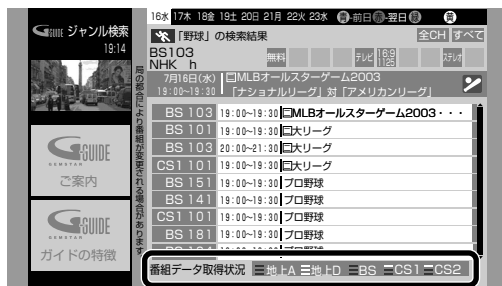 GUIDE ジャンル検索
19:14
G-GUIDE
GEMSTAR
ご案内
G-GUIDE
GEMSTAR
ガイドの特徴
局の都合により番組が変更される場合があります
16水 17木 18金 19土 20日 21月 22火 23水 青-前日 赤-翌日 緑 黄
「野球」の検索結果 全CH すべて
BS103
NHK h 無料 テレビ 16:9 1125 ステレオ
7月16日(水) MLBオールスターゲーム2003
19:00~19:30 「ナショナルリーグ」対「アメリカンリーグ」
BS 103 19:00~19:30 MLBオールスターゲーム2003・・・
BS 101 19:00~19:30 大リーグ
BS 103 20:00~21:30 大リーグ
CS1 101 19:00~19:30 大リーグ
BS 151 19:00~19:30 プロ野球
BS 141 19:00~19:30 プロ野球
CS1 101 19:00~19:30 プロ野球
BS 181 19:00~19:30 プロ野球
番組データ取得状況 地上A 地上D BS CS1 CS2